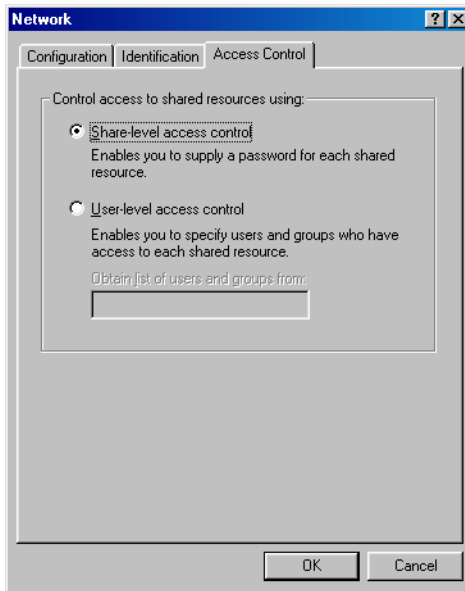 Network
Configuration Identification Access Control
Control access to shared resources using:
Share-level access control
Enables you to supply a password for each shared
resource.
User-level access control
Enables you to specify users and groups who have
access to each shared resource.
Obtain list of users and groups from:
OK Cancel